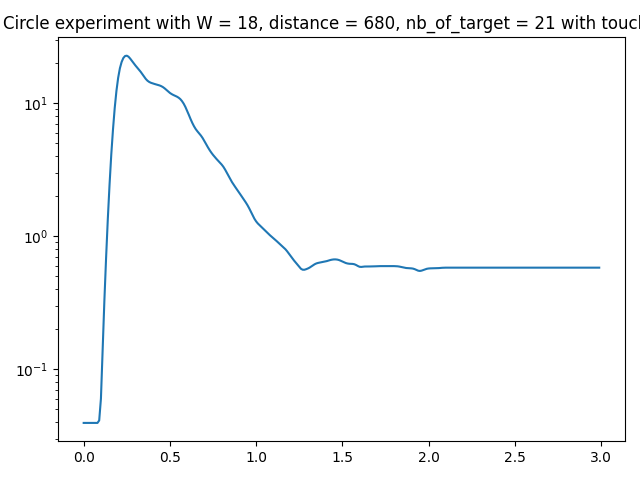 Circle experiment with W = 18, distance = 680, nb_of_target = 21 with touch
10¹
10⁰
10⁻¹
0.0 0.5 1.0 1.5 2.0 2.5 3.0